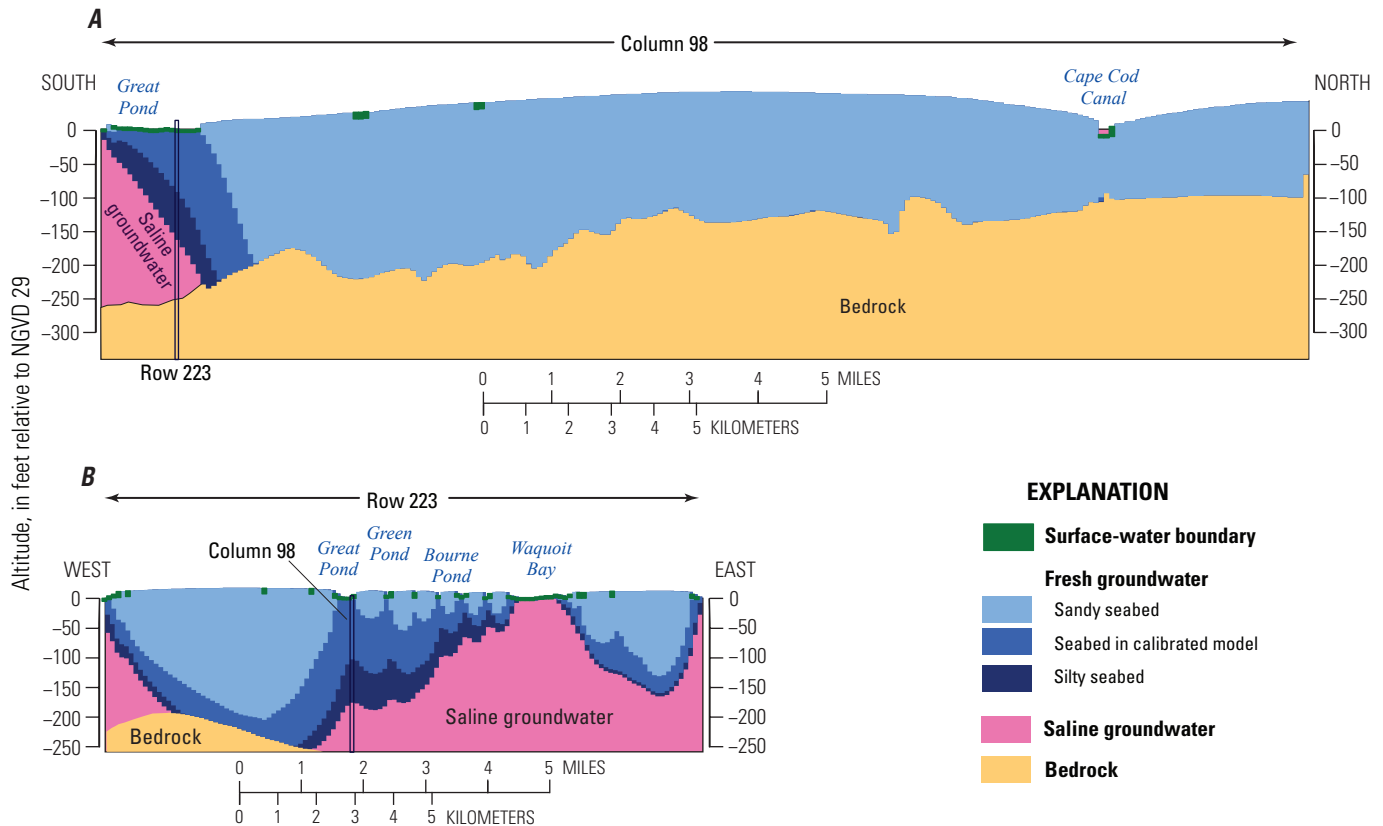 A
Column 98
SOUTH
Great
Pond
Cape Cod
Canal
NORTH
0
−50
−100
−150
−200
−250
−300
0
−50
−100
−150
−200
−250
−300
Saline
groundwater
Bedrock
Row 223
0 1 2 3 4 5 MILES
0 1 2 3 4 5 KILOMETERS
Altitude, in feet relative to NGVD 29
B
Row 223
Column 98
Great
Pond
Green
Pond
Bourne
Pond
Waquoit
Bay
WEST
EAST
0
−50
−100
−150
−200
−250
0
−50
−100
−150
−200
−250
Bedrock
Saline groundwater
0 1 2 3 4 5 MILES
0 1 2 3 4 5 KILOMETERS
EXPLANATION
Surface-water boundary
Fresh groundwater
Sandy seabed
Seabed in calibrated model
Silty seabed
Saline groundwater
Bedrock